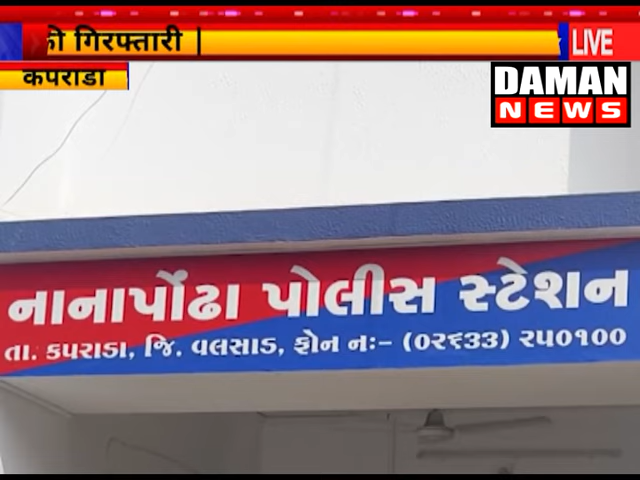 को गिरफ्तारी |
LIVE
कपराडा
DAMAN
NEWS
નાનાપોંઢા પોલીસ સ્ટેશન
તા. કપરાડા, જિ. વલસાડ, ફોન નઃ- (૦૨૬૩૩) ૨૫૦૧૦૦